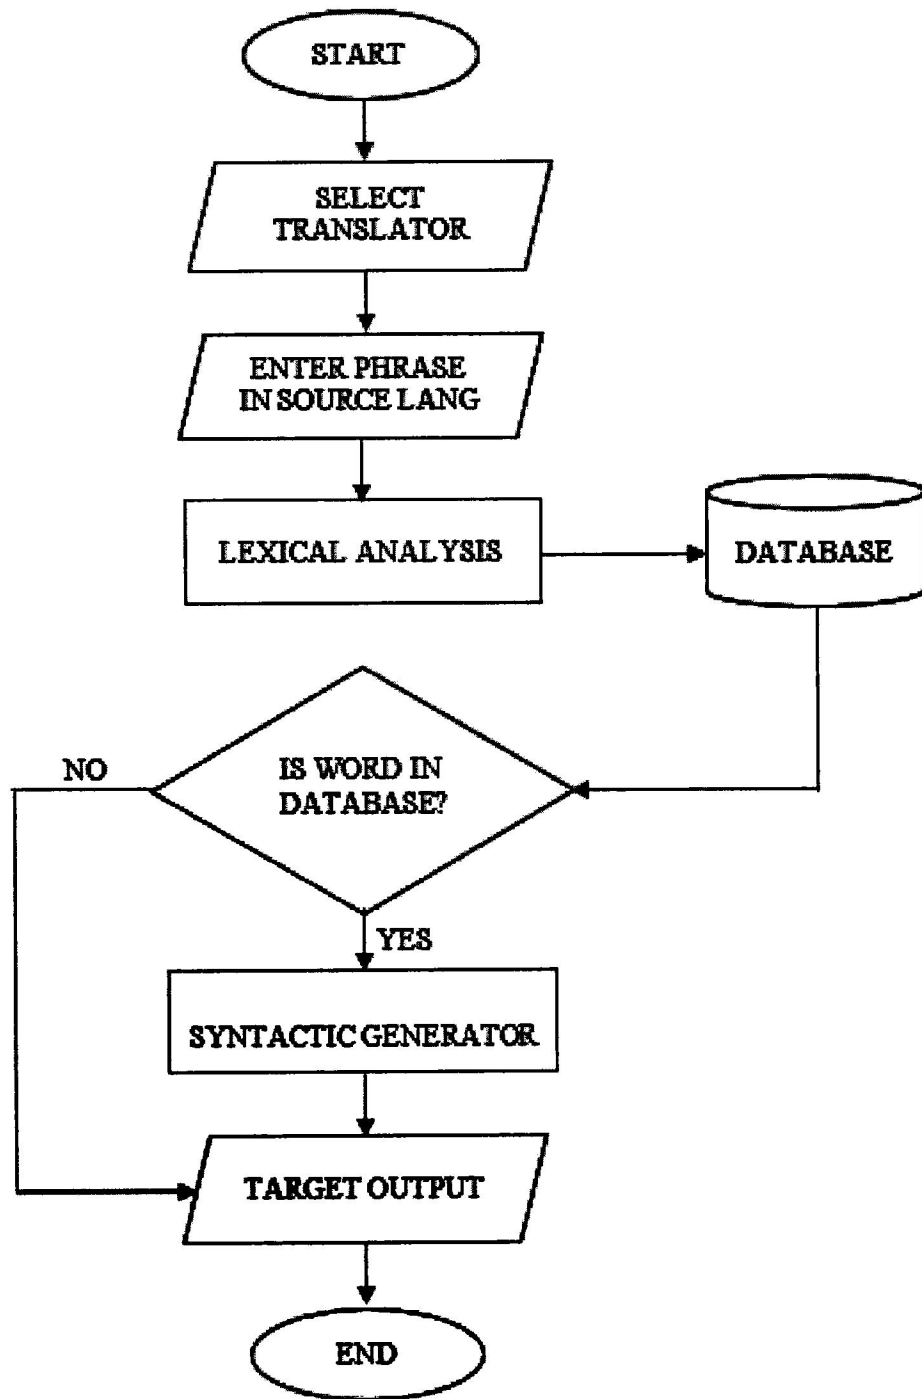 START
SELECT
TRANSLATOR
ENTER PHRASE
IN SOURCE LANG
LEXICAL ANALYSIS
DATABASE
IS WORD IN
DATABASE?
NO
YES
SYNTACTIC GENERATOR
TARGET OUTPUT
END